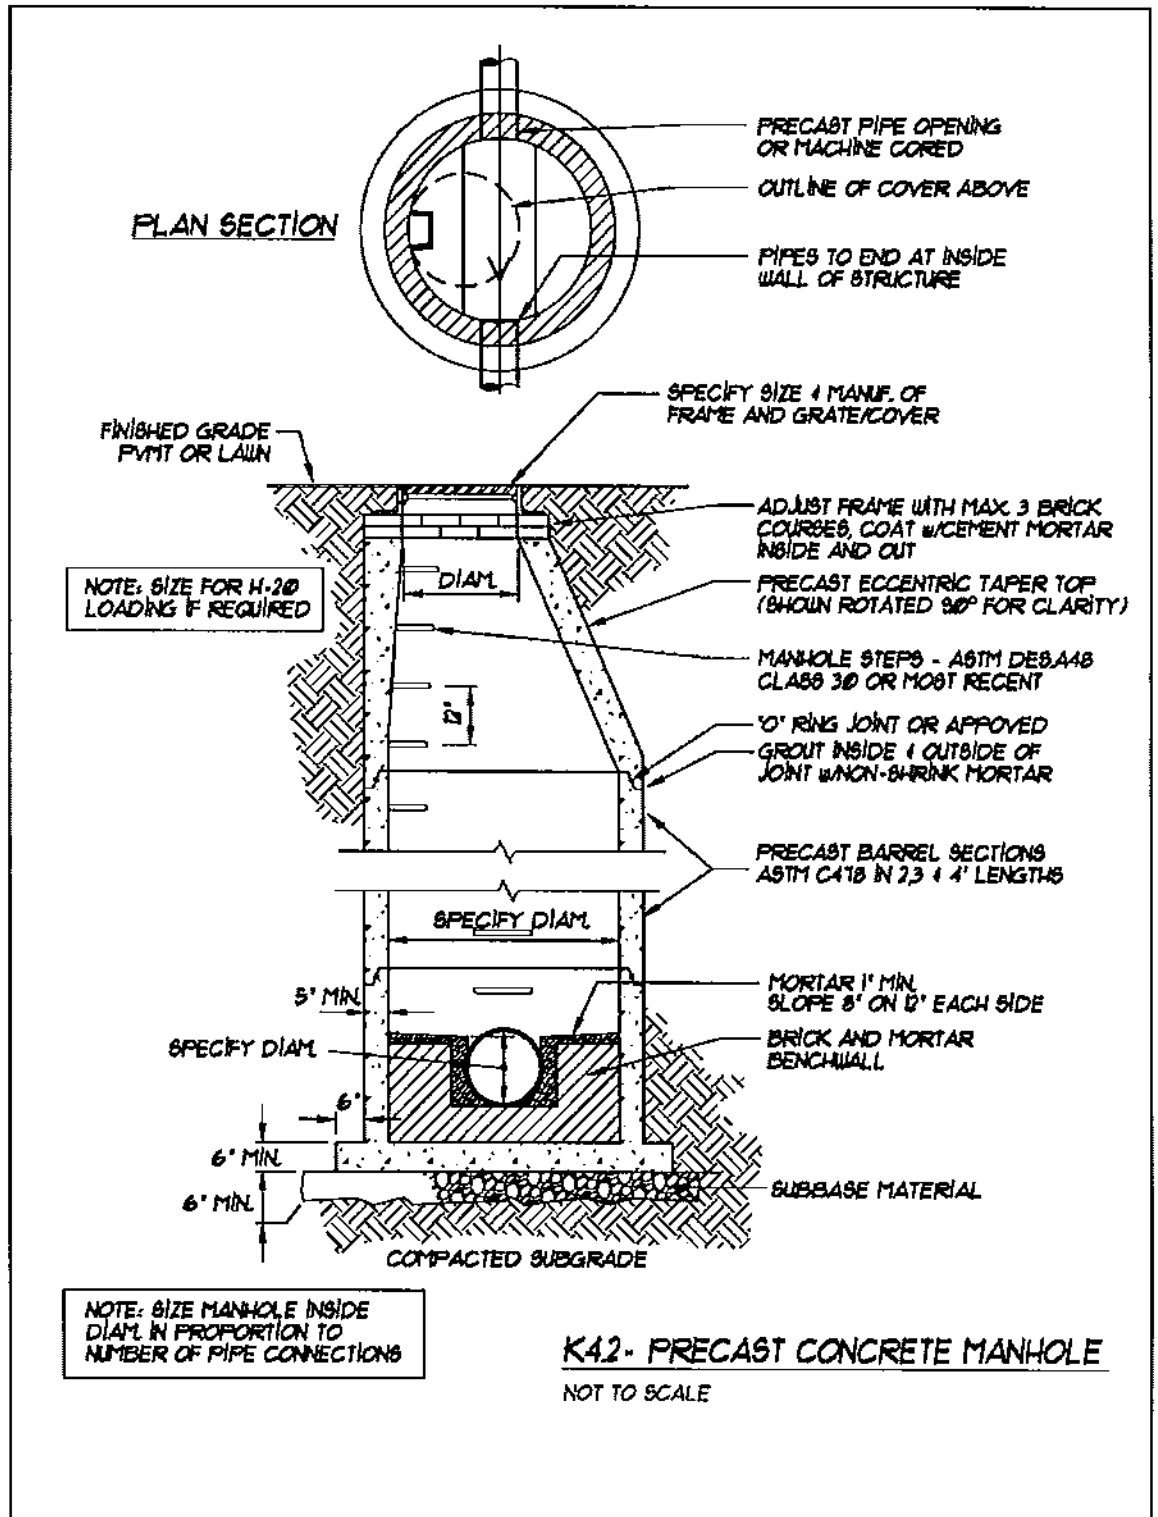 PRECAST PIPE OPENING
OR MACHINE CORED
OUTLINE OF COVER ABOVE
PLAN SECTION
PIPES TO END AT INSIDE
WALL OF STRUCTURE
SPECIFY SIZE & MANUF. OF
FRAME AND GRATE/COVER
FINISHED GRADE
PVMT OR LAWN
ADJUST FRAME WITH MAX. 3 BRICK
COURSES, COAT w/CEMENT MORTAR
INSIDE AND OUT
NOTE: SIZE FOR H-20
LOADING IF REQUIRED
DIAM.
PRECAST ECCENTRIC TAPER TOP
(SHOWN ROTATED 90° FOR CLARITY)
MANHOLE STEPS - ASTM DES.A48
CLASS 30 OR MOST RECENT
12"
'O' RING JOINT OR APPOVED
GROUT INSIDE & OUTSIDE OF
JOINT w/NON-SHRINK MORTAR
PRECAST BARREL SECTIONS
ASTM C478 IN 2,3 & 4' LENGTHS
SPECIFY DIAM.
5" MIN.
MORTAR 1" MIN.
SLOPE 8" ON 12" EACH SIDE
SPECIFY DIAM.
BRICK AND MORTAR
BENCHWALL
6"
6" MIN.
6" MIN.
SUBBASE MATERIAL
COMPACTED SUBGRADE
NOTE: SIZE MANHOLE INSIDE
DIAM. IN PROPORTION TO
NUMBER OF PIPE CONNECTIONS
K4.2- PRECAST CONCRETE MANHOLE
NOT TO SCALE